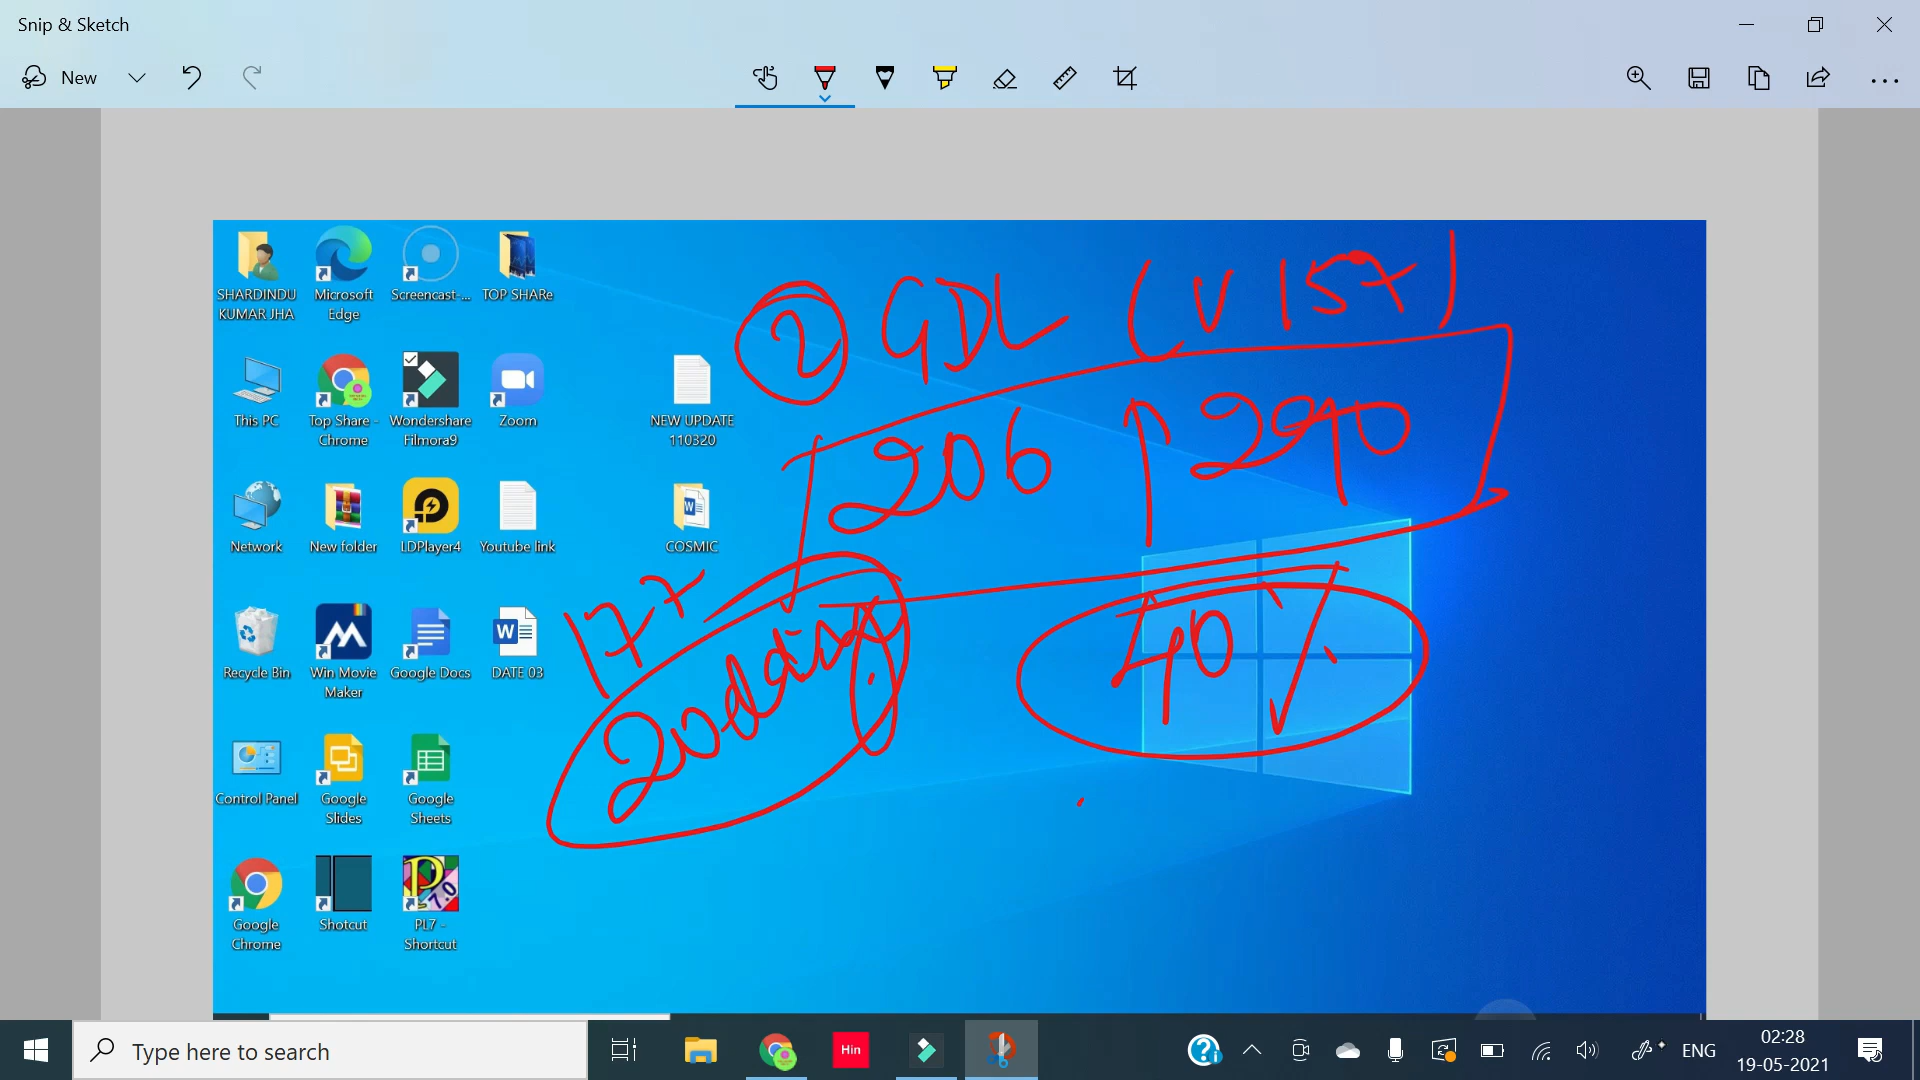 Snip & Sketch
New
SHARDINDU KUMAR JHA
Microsoft Edge
Screencast-...
TOP SHARe
This PC
Top Share - Chrome
Wondershare Filmora9
Zoom
NEW UPDATE 110320
Network
New folder
LDPlayer4
Youtube link
COSMIC
Recycle Bin
Win Movie Maker
Google Docs
DATE 03
Control Panel
Google Slides
Google Sheets
Google Chrome
Shotcut
PL7 - Shortcut
2 GDL
206 290
177
40%
Type here to search
Hin
ENG
02:28
19-05-2021